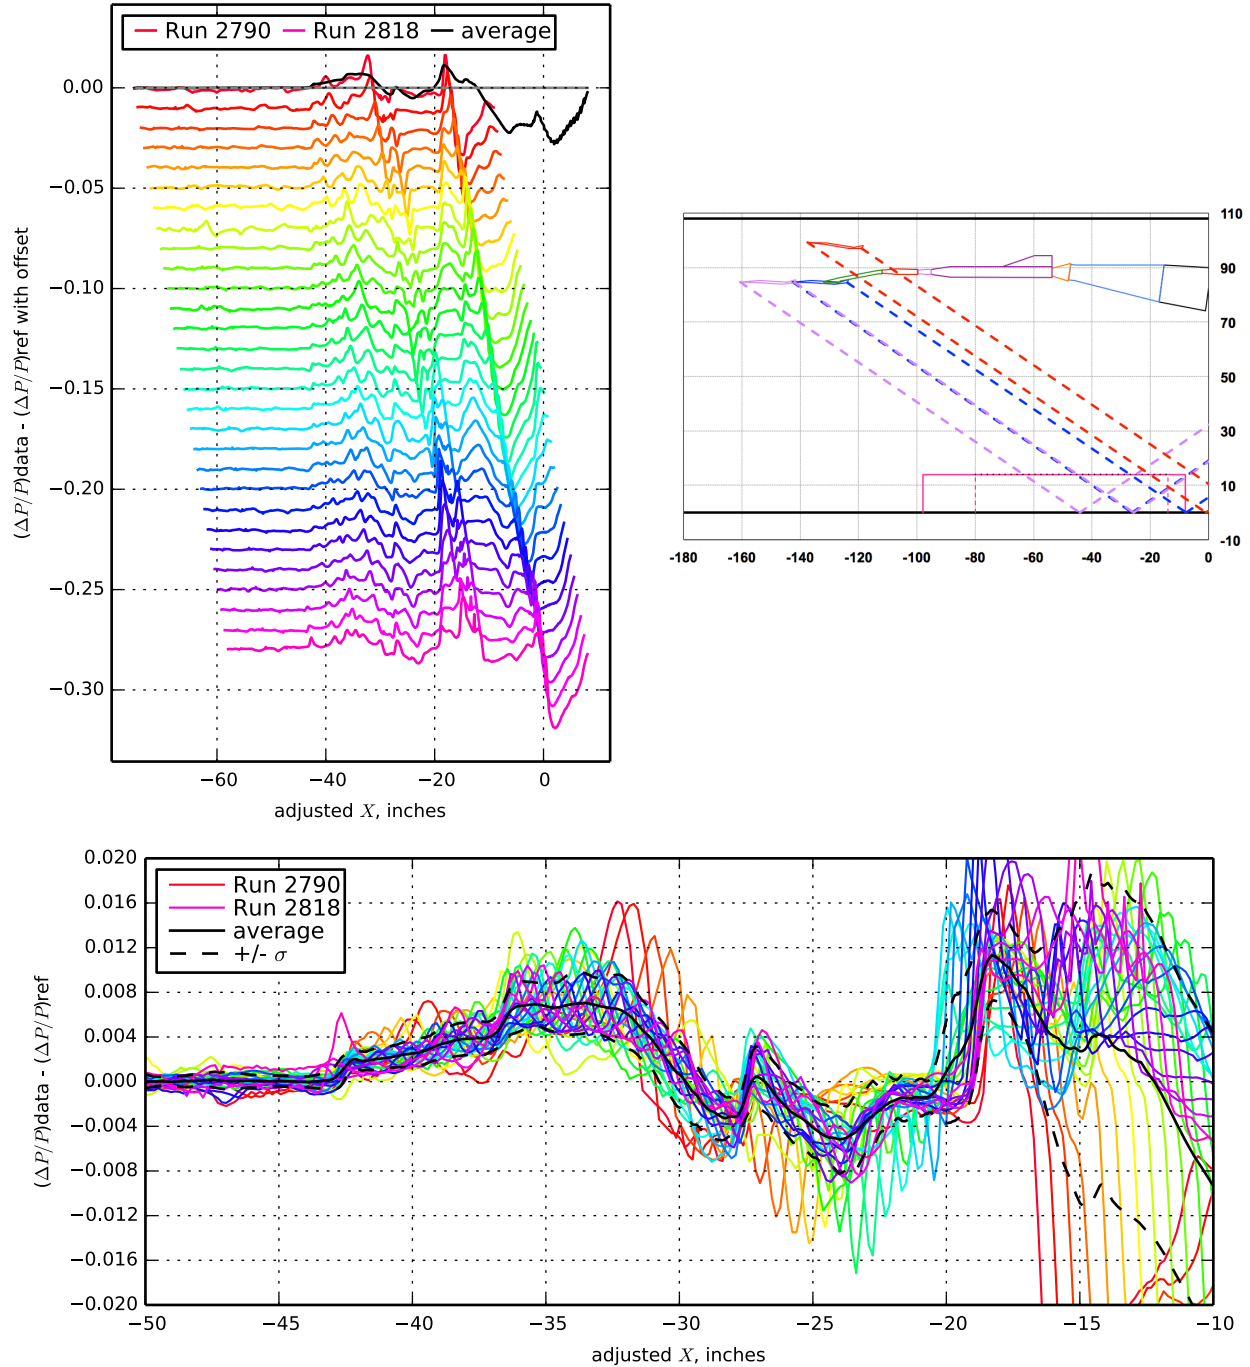 Run 2790 Run 2818 average
0.00
−0.05
−0.10
−0.15
−0.20
−0.25
−0.30
(ΔP/P)data - (ΔP/P)ref with offset
−60 −40 −20 0
adjusted X, inches
110
90
70
50
30
10
-10
-180 -160 -140 -120 -100 -80 -60 -40 -20 0
Run 2790
Run 2818
average
+/- σ
0.020
0.016
0.012
0.008
0.004
0.000
−0.004
−0.008
−0.012
−0.016
−0.020
(ΔP/P)data - (ΔP/P)ref
−50 −45 −40 −35 −30 −25 −20 −15 −10
adjusted X, inches